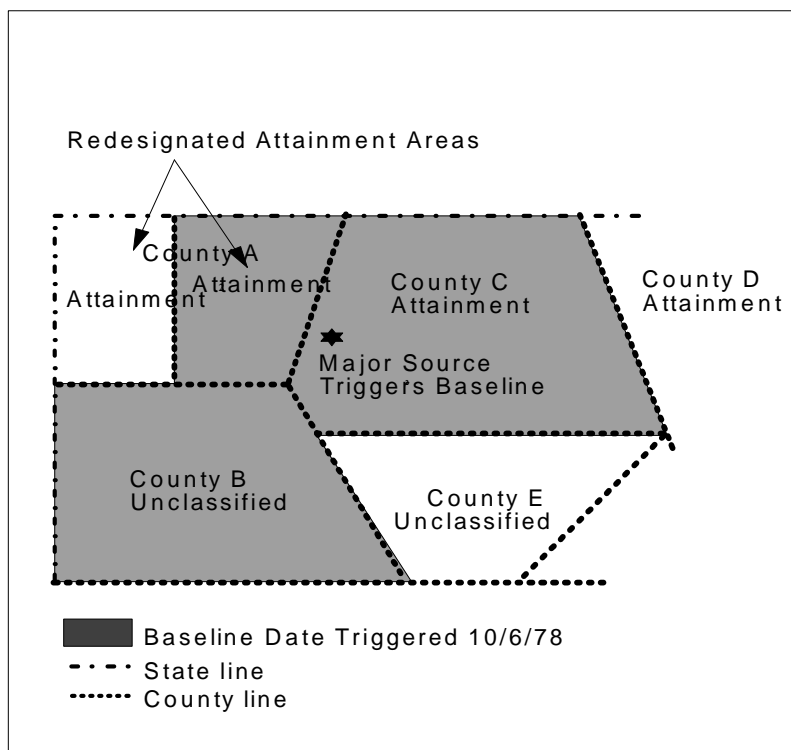 Redesignated Attainment Areas
County A
Attainment
Attainment
County C
Attainment
County D
Attainment
Major Source
Triggers Baseline
County B
Unclassified
County E
Unclassified
Baseline Date Triggered 10/6/78
State line
County line